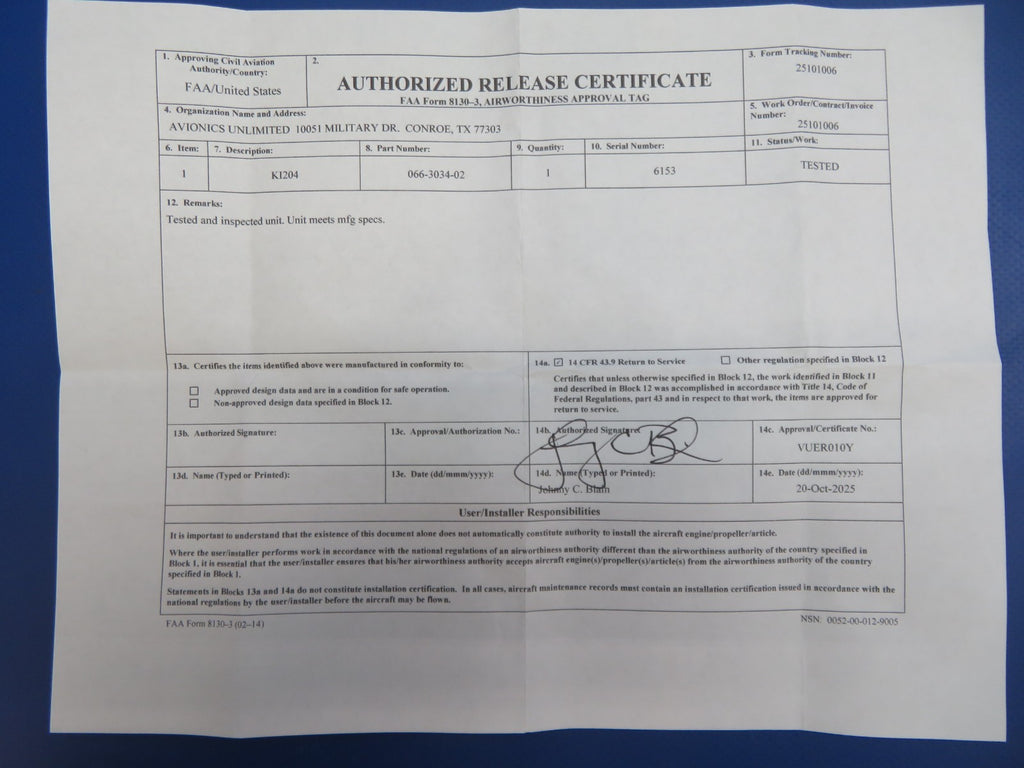 1. Approving Civil Aviation
Authority/Country:
FAA/United States
2.
AUTHORIZED RELEASE CERTIFICATE
FAA Form 8130–3, AIRWORTHINESS APPROVAL TAG
3. Form Tracking Number:
25101006
4. Organization Name and Address:
AVIONICS UNLIMITED 10051 MILITARY DR. CONROE, TX 77303
5. Work Order/Contract/Invoice
Number:
25101006
6. Item:
1
7. Description:
KI204
8. Part Number:
066-3034-02
9. Quantity:
1
10. Serial Number:
6153
11. Status/Work:
TESTED
12. Remarks:
Tested and inspected unit. Unit meets mfg specs.
13a. Certifies the items identified above were manufactured in conformity to:
Approved design data and are in a condition for safe operation.
Non-approved design data specified in Block 12.
14a. ☑ 14 CFR 43.9 Return to Service ☐ Other regulation specified in Block 12
Certifies that unless otherwise specified in Block 12, the work identified in Block 11
and described in Block 12 was accomplished in accordance with Title 14, Code of
Federal Regulations, part 43 and in respect to that work, the items are approved for
return to service.
13b. Authorized Signature:
13c. Approval/Authorization No.:
14b. Authorized Signature:
14c. Approval/Certificate No.:
VUER010Y
13d. Name (Typed or Printed):
13e. Date (dd/mmm/yyyy):
14d. Name (Typed or Printed):
Johnny C. Blain
14e. Date (dd/mmm/yyyy):
20-Oct-2025
User/Installer Responsibilities
It is important to understand that the existence of this document alone does not automatically constitute authority to install the aircraft engine/propeller/article.
Where the user/installer performs work in accordance with the national regulations of an airworthiness authority different than the airworthiness authority of the country specified in
Block 1, it is essential that the user/installer ensures that his/her airworthiness authority accepts aircraft engine(s)/propeller(s)/article(s) from the airworthiness authority of the country
specified in Block 1.
Statements in Blocks 13a and 14a do not constitute installation certification. In all cases, aircraft maintenance records must contain an installation certification issued in accordance with the
national regulations by the user/installer before the aircraft may be flown.
FAA Form 8130–3 (02–14)
NSN: 0052-00-012-9005